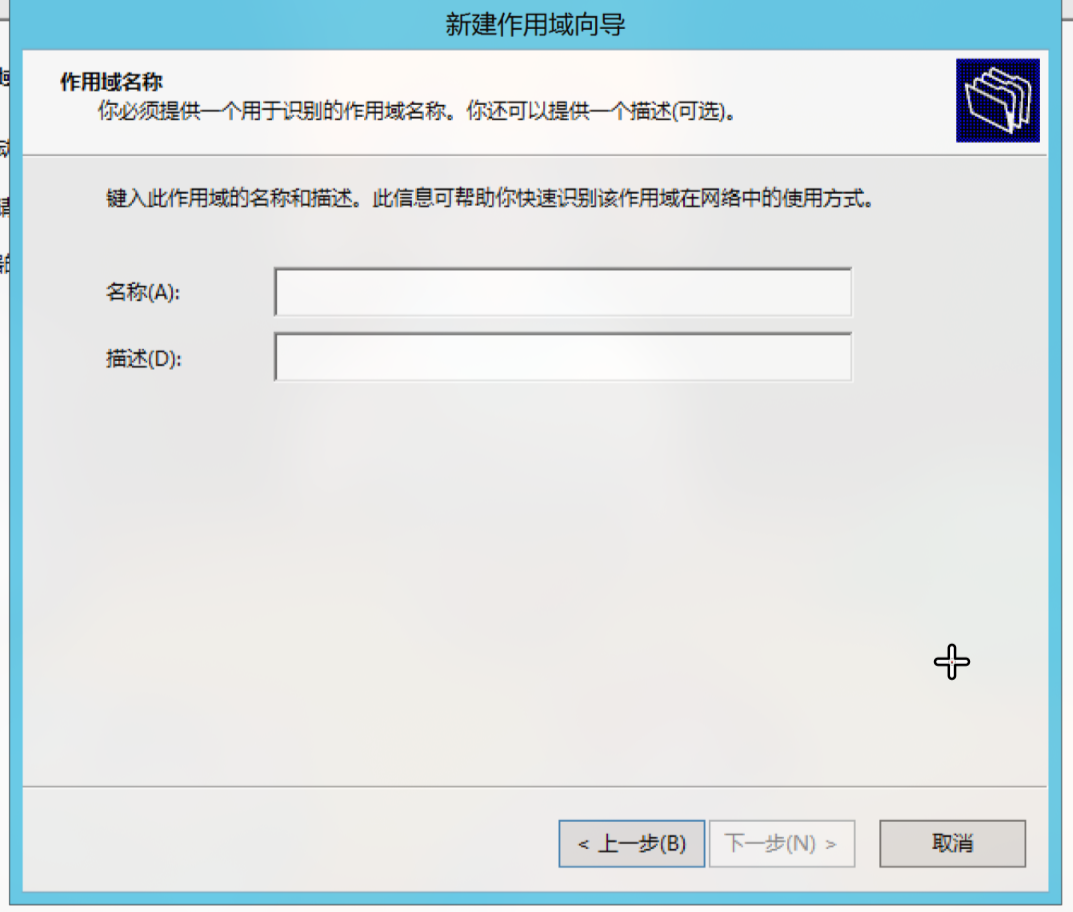 新建作用域向导
作用域名称
你必须提供一个用于识别的作用域名称。你还可以提供一个描述(可选)。
键入此作用域的名称和描述。此信息可帮助你快速识别该作用域在网络中的使用方式。
名称(A):
描述(D):
< 上一步(B)
下一步(N) >
取消